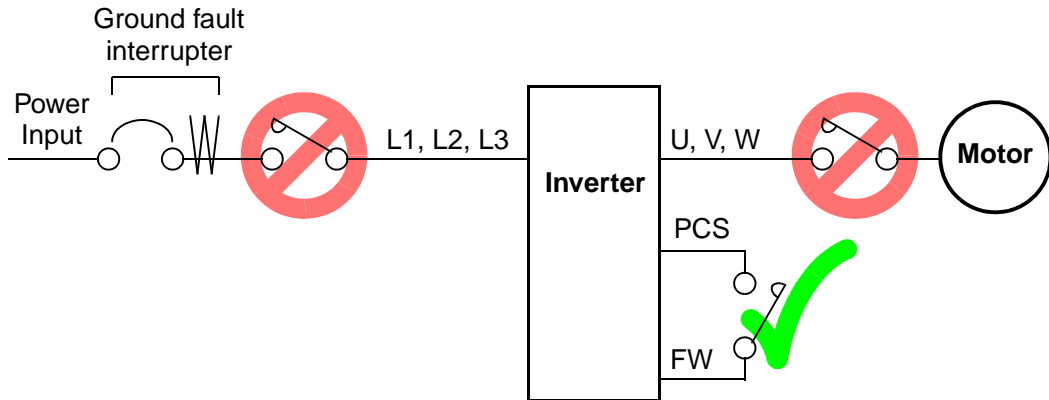 Ground fault
interrupter
Power
Input
L1, L2, L3
Inverter
U, V, W
Motor
PCS
FW